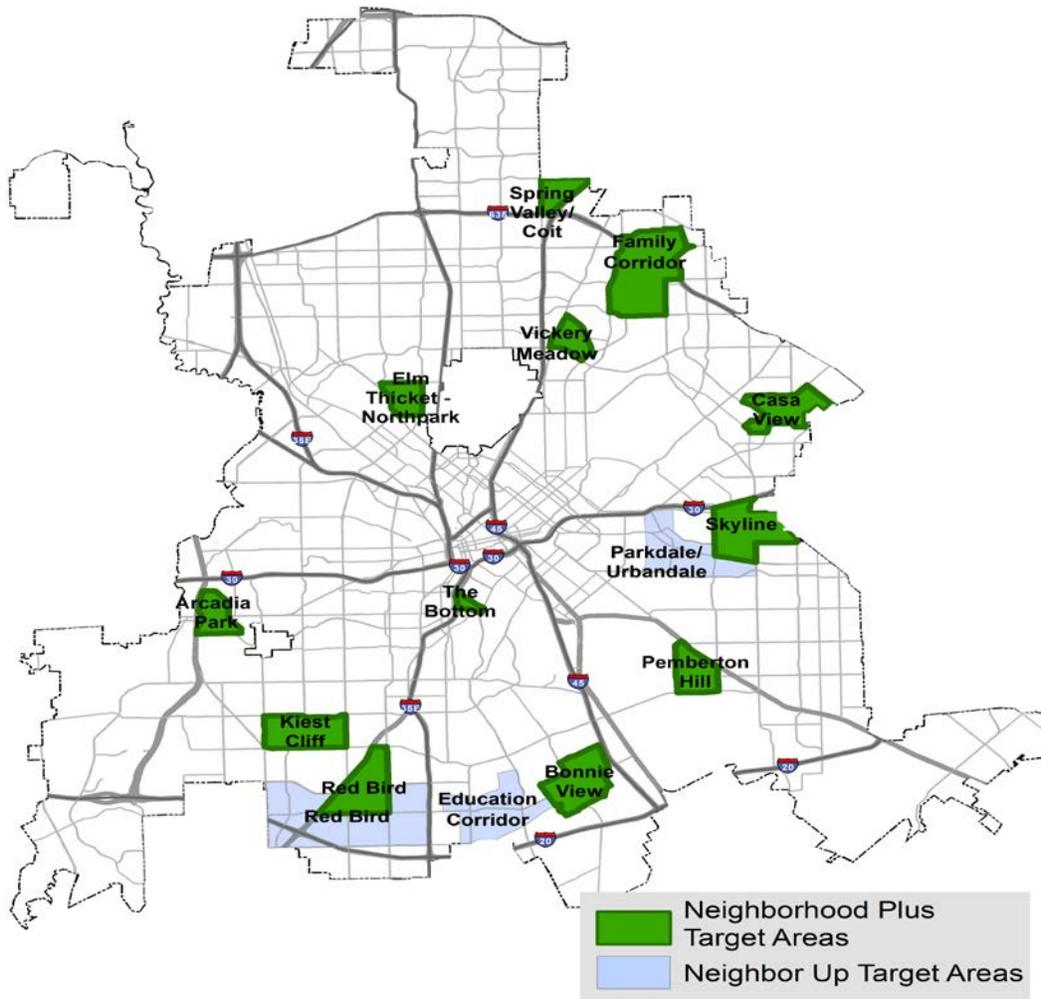 Spring
Valley/
Coit
635
Family
Corridor
Vickery
Meadow
Elm
Thicket -
Northpark
Casa
View
35E
30
Skyline
45
Parkdale/
Urbandale
30
30
30
The
Bottom
Arcadia
Park
Pemberton
Hill
45
35E
Kiest
Cliff
20
Red Bird
Bonnie
View
Education
Corridor
Red Bird
20
Neighborhood Plus
Target Areas
Neighbor Up Target Areas